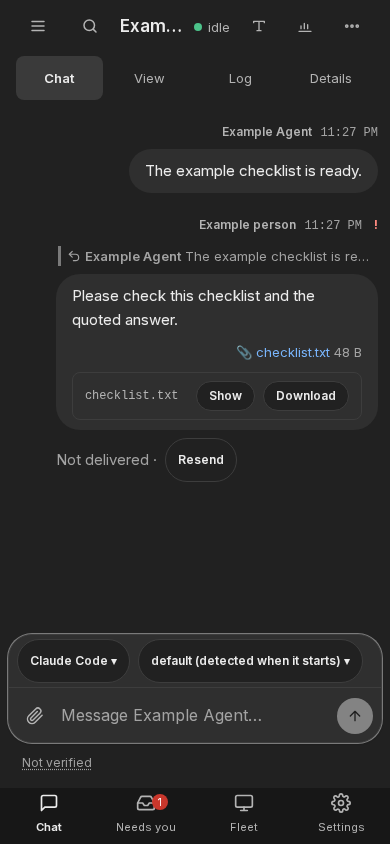 Exam… idle
Chat View Log Details
Example Agent 11:27 PM
The example checklist is ready.
Example person 11:27 PM !
Example Agent The example checklist is re…
Please check this checklist and the
quoted answer.
checklist.txt 48 B
checklist.txt Show Download
Not delivered · Resend
Claude Code ▾ default (detected when it starts) ▾
Message Example Agent…
Not verified
1
Chat Needs you Fleet Settings